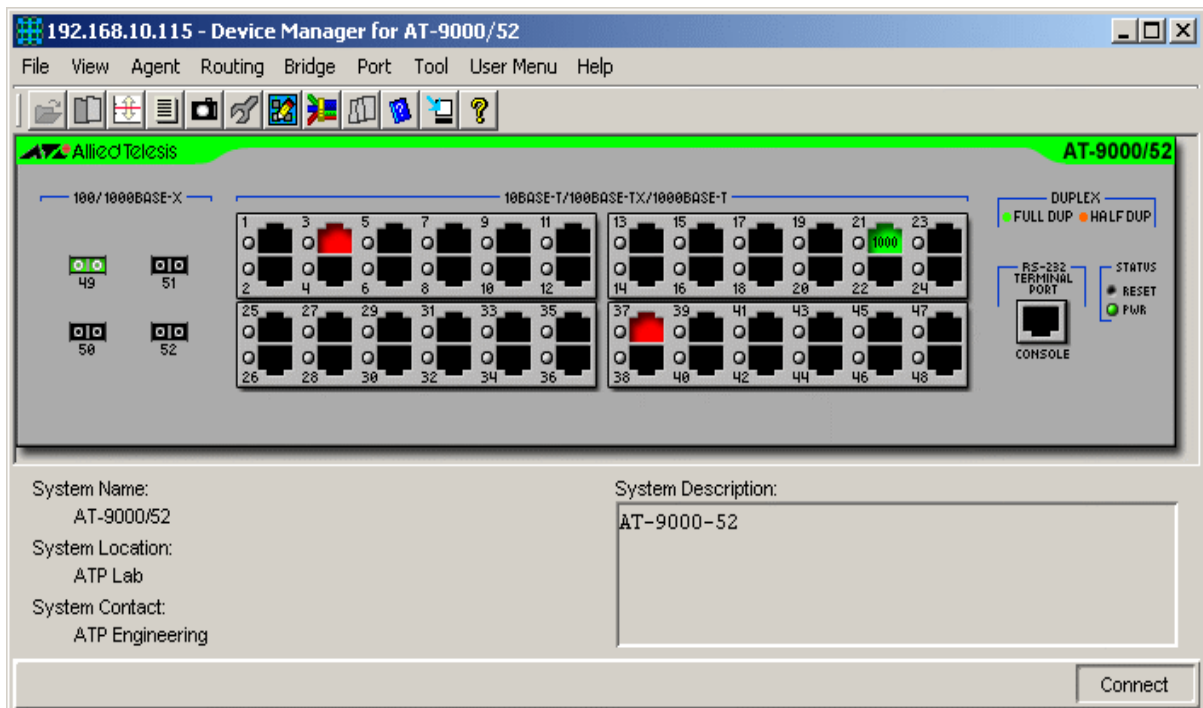 192.168.10.115 - Device Manager for AT-9000/52
File View Agent Routing Bridge Port Tool User Menu Help
Allied Telesis
AT-9000/52
100/1000BASE-X
10BASE-T/100BASE-TX/1000BASE-T
DUPLEX
FULL DUP HALF DUP
1 3 5 7 9 11 13 15 17 19 21 23
1000
49 51
2 4 6 8 10 12 14 16 18 20 22 24
RS-232
TERMINAL
PORT
STATUS
RESET
PWR
25 27 29 31 33 35 37 39 41 43 45 47
50 52
CONSOLE
26 28 30 32 34 36 38 40 42 44 46 48
System Name:
AT-9000/52
System Location:
ATP Lab
System Contact:
ATP Engineering
System Description:
AT-9000-52
Connect